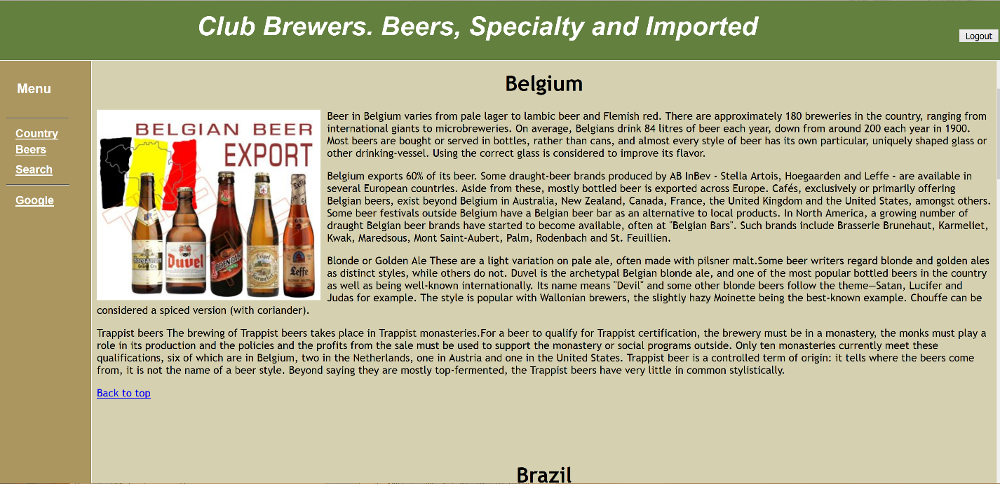 Club Brewers. Beers, Specialty and Imported
Logout
Menu
Country
Beers
Search
Google
Belgium
BELGIAN BEER
EXPORT
Hoegaarden
Grand Cru
Duvel
RODENBACH
Tripel
Karmeliet
Leffe
Beer in Belgium varies from pale lager to lambic beer and Flemish red. There are approximately 180 breweries in the country, ranging from
international giants to microbreweries. On average, Belgians drink 84 litres of beer each year, down from around 200 each year in 1900.
Most beers are bought or served in bottles, rather than cans, and almost every style of beer has its own particular, uniquely shaped glass or
other drinking-vessel. Using the correct glass is considered to improve its flavor.
Belgium exports 60% of its beer. Some draught-beer brands produced by AB InBev - Stella Artois, Hoegaarden and Leffe - are available in
several European countries. Aside from these, mostly bottled beer is exported across Europe. Cafés, exclusively or primarily offering
Belgian beers, exist beyond Belgium in Australia, New Zealand, Canada, France, the United Kingdom and the United States, amongst others.
Some beer festivals outside Belgium have a Belgian beer bar as an alternative to local products. In North America, a growing number of
draught Belgian beer brands have started to become available, often at "Belgian Bars". Such brands include Brasserie Brunehaut, Karmeliet,
Kwak, Maredsous, Mont Saint-Aubert, Palm, Rodenbach and St. Feuillien.
Blonde or Golden Ale These are a light variation on pale ale, often made with pilsner malt.Some beer writers regard blonde and golden ales
as distinct styles, while others do not. Duvel is the archetypal Belgian blonde ale, and one of the most popular bottled beers in the country
as well as being well-known internationally. Its name means "Devil" and some other blonde beers follow the theme—Satan, Lucifer and
Judas for example. The style is popular with Wallonian brewers, the slightly hazy Moinette being the best-known example. Chouffe can be
considered a spiced version (with coriander).
Trappist beers The brewing of Trappist beers takes place in Trappist monasteries.For a beer to qualify for Trappist certification, the brewery must be in a monastery, the monks must play a
role in its production and the policies and the profits from the sale must be used to support the monastery or social programs outside. Only ten monasteries currently meet these
qualifications, six of which are in Belgium, two in the Netherlands, one in Austria and one in the United States. Trappist beer is a controlled term of origin: it tells where the beers come
from, it is not the name of a beer style. Beyond saying they are mostly top-fermented, the Trappist beers have very little in common stylistically.
Back to top
Brazil